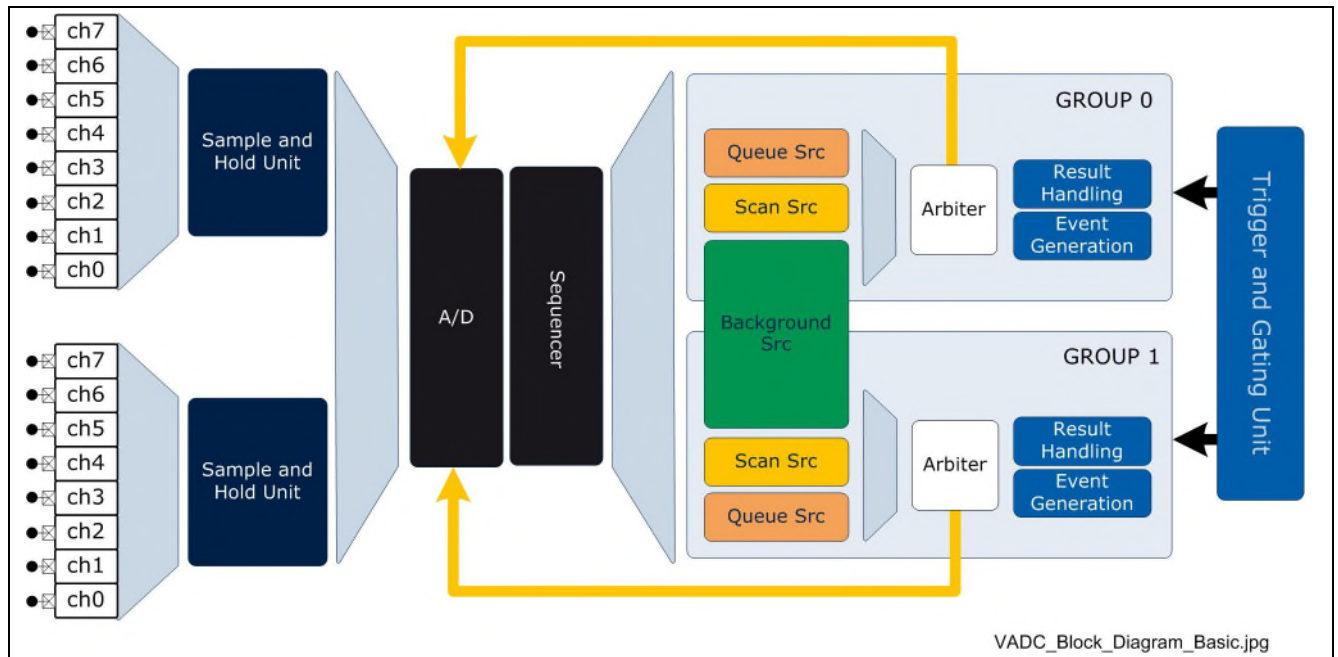 ch7
ch6
ch5
ch4
ch3
ch2
ch1
ch0
Sample and
Hold Unit
ch7
ch6
ch5
ch4
ch3
ch2
ch1
ch0
Sample and
Hold Unit
A/D
Sequencer
GROUP 0
Queue Src
Scan Src
Background
Src
Arbiter
Result
Handling
Event
Generation
GROUP 1
Scan Src
Queue Src
Arbiter
Result
Handling
Event
Generation
Trigger and Gating Unit
VADC_Block_Diagram_Basic.jpg